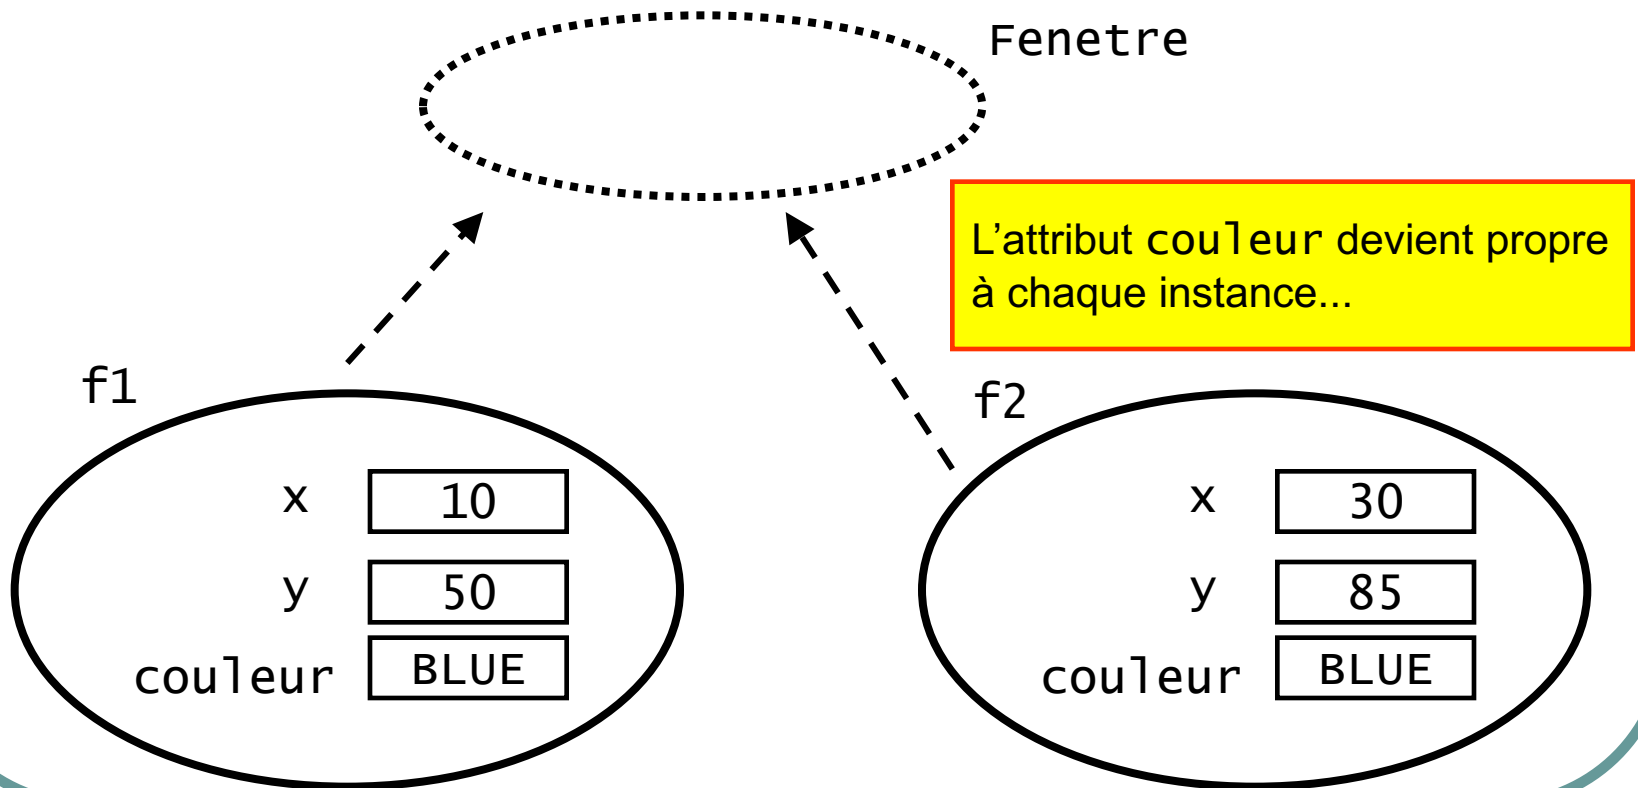 Fenetre
L'attribut couleur devient propre
à chaque instance...
f1
x 10
y 50
couleur BLUE
f2
x 30
y 85
couleur BLUE